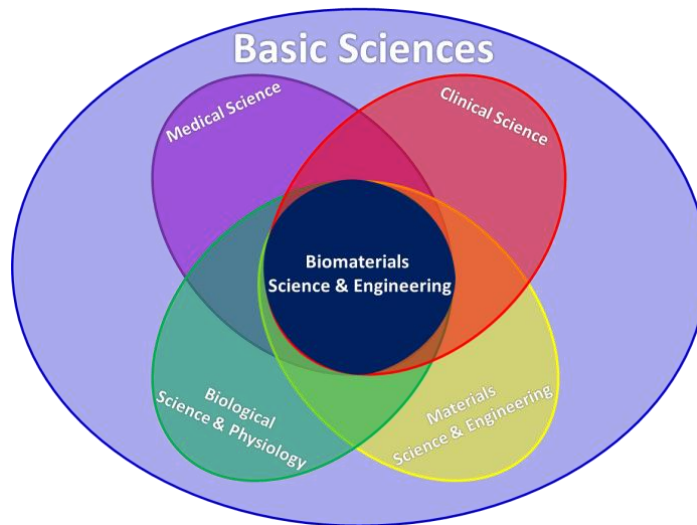 Basic Sciences
Medical Science
Clinical Science
Biomaterials
Science & Engineering
Biological
Science & Physiology
Materials
Science & Engineering